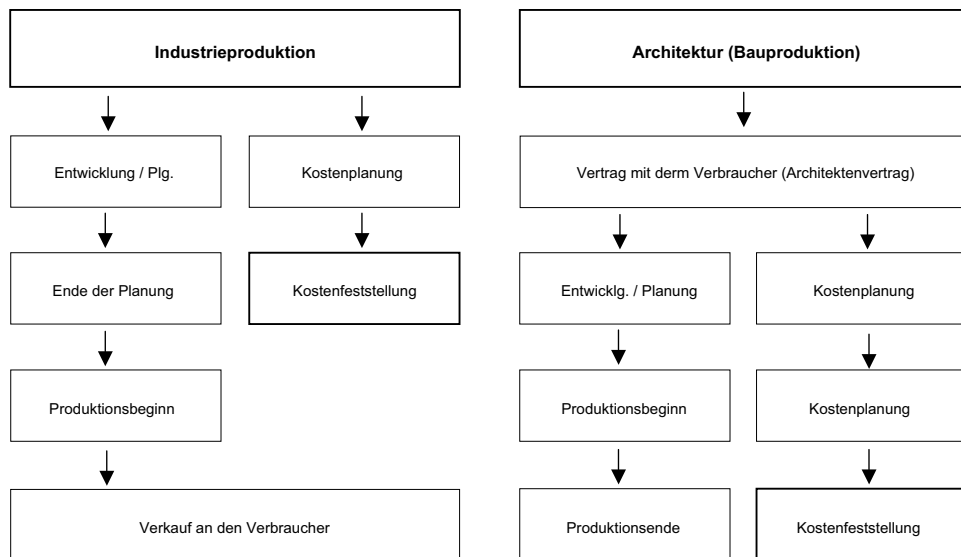 Industrieproduktion
Architektur (Bauproduktion)
Entwicklung / Plg.
Kostenplanung
Vertrag mit derm Verbraucher (Architektenvertrag)
Ende der Planung
Kostenfeststellung
Entwicklg. / Planung
Kostenplanung
Produktionsbeginn
Produktionsbeginn
Kostenplanung
Verkauf an den Verbraucher
Produktionsende
Kostenfeststellung